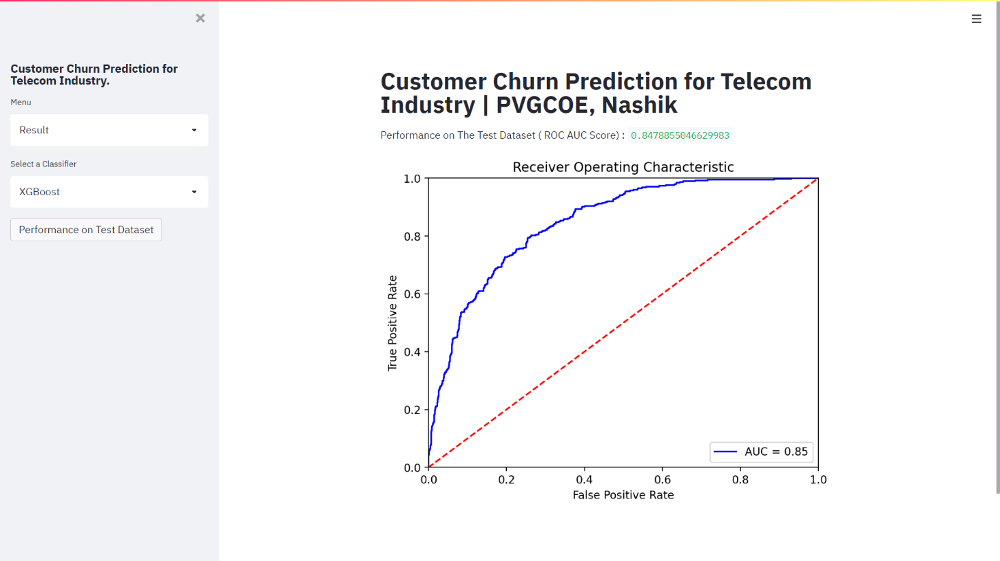 Customer Churn Prediction for
Telecom Industry.
Menu
Result
Select a Classifier
XGBoost
Performance on Test Dataset
Customer Churn Prediction for Telecom
Industry | PVGCOE, Nashik
Performance on The Test Dataset ( ROC AUC Score) : 0.8478855046629983
Receiver Operating Characteristic
1.0
0.8
0.6
0.4
0.2
0.0
True Positive Rate
AUC = 0.85
0.0 0.2 0.4 0.6 0.8 1.0
False Positive Rate